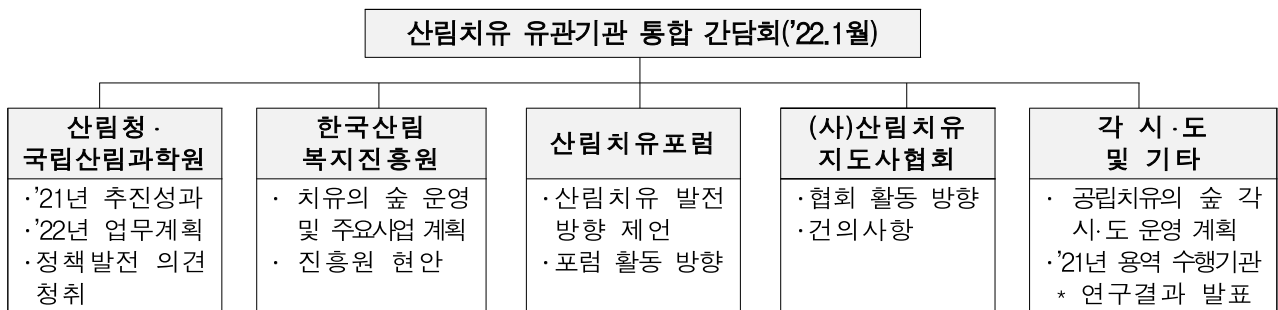 산림치유 유관기관 통합 간담회('22.1월)
산림청·
국립산림과학원
·'21년 추진성과
·'22년 업무계획
·정책발전 의견
청취
한국산림
복지진흥원
· 치유의 숲 운영
및 주요사업 계획
· 진흥원 현안
산림치유포럼
·산림치유 발전
방향 제언
·포럼 활동 방향
(사)산림치유
지도사협회
·협회 활동 방향
·건의사항
각 시·도
및 기타
· 공립치유의 숲 각
시·도 운영 계획
·'21년 용역 수행기관
* 연구결과 발표